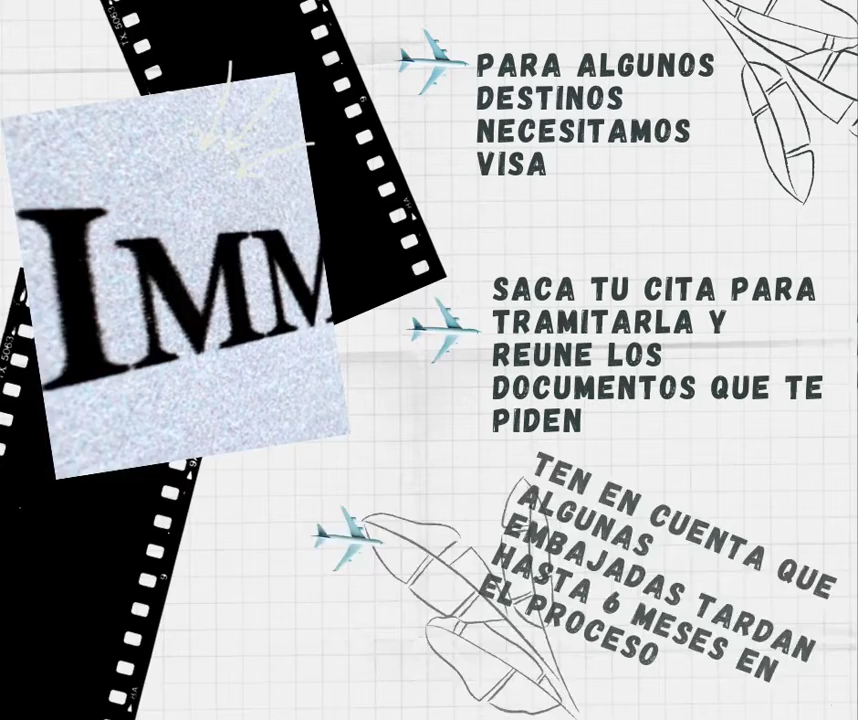 PARA ALGUNOS
DESTINOS
NECESITAMOS
VISA
IMM
SACA TU CITA PARA
TRAMITARLA Y
REUNE LOS
DOCUMENTOS QUE TE
PIDEN
TEN EN CUENTA QUE
ALGUNAS
EMBAJADAS TARDAN
HASTA 6 MESES EN
EL PROCESO